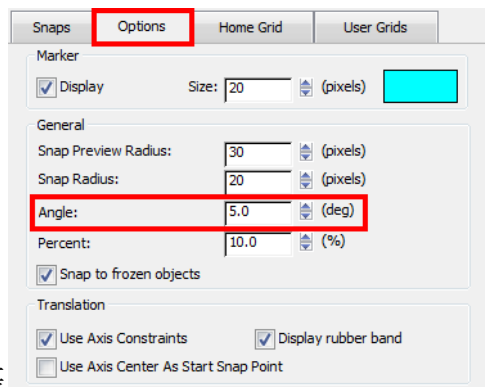 Snaps Options Home Grid User Grids
Marker
Display Size: 20 (pixels)
General
Snap Preview Radius: 30 (pixels)
Snap Radius: 20 (pixels)
Angle: 5.0 (deg)
Percent: 10.0 (%)
Snap to frozen objects
Translation
Use Axis Constraints Display rubber band
Use Axis Center As Start Snap Point